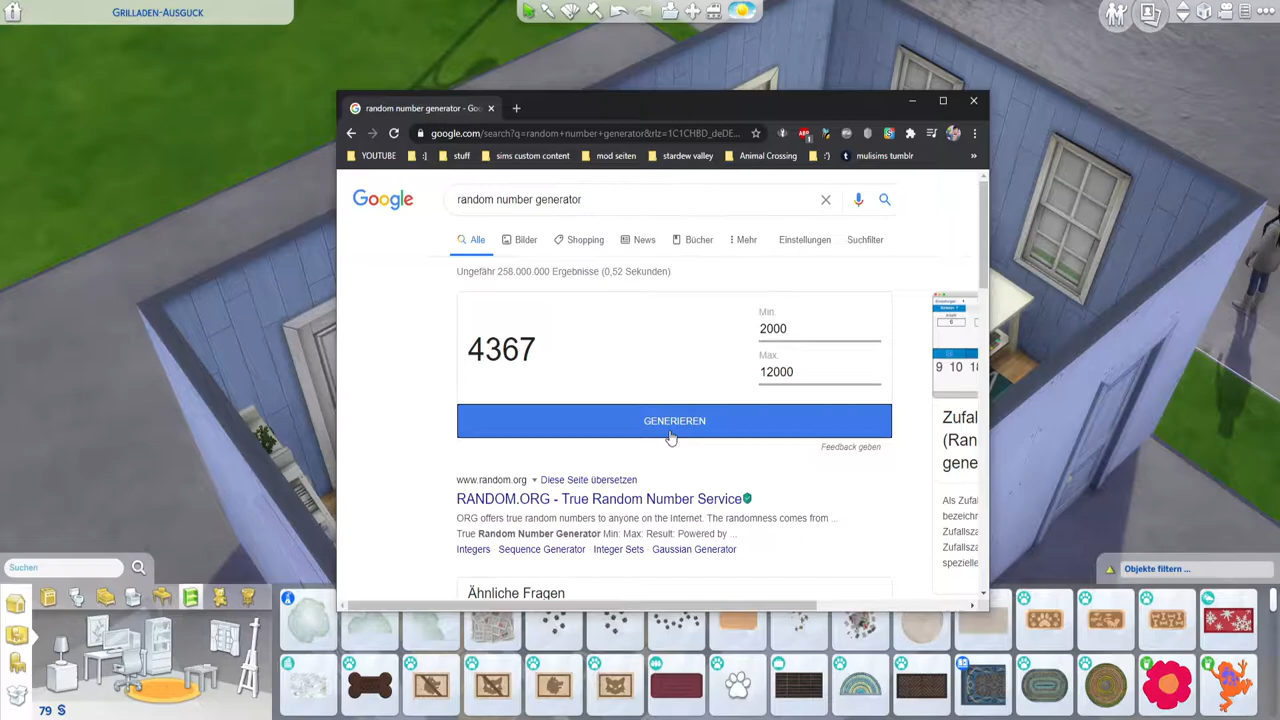 GRILLADEN-AUSGUCK
random number generator - Goo
google.com/search?q=random+number+generator&rlz=1C1CHBD_deDE...
YOUTUBE :] stuff sims custom content mod seiten stardew valley Animal Crossing :') mulisims tumblr »
Google random number generator
Alle Bilder Shopping News Bücher Mehr Einstellungen Suchfilter
Ungefähr 258.000.000 Ergebnisse (0,52 Sekunden)
Min.
2000
4367
Max.
12000
GENERIEREN
Feedback geben
9 10
Zufal
(Ran
gene
Als Zufa
bezeichn
Zufallsz
Zufallsz
spezielle
www.random.org Diese Seite übersetzen
RANDOM.ORG - True Random Number Service
ORG offers true random numbers to anyone on the Internet. The randomness comes from ...
True Random Number Generator Min: Max: Result: Powered by ...
Integers · Sequence Generator · Integer Sets · Gaussian Generator
Ähnliche Fragen
Suchen
Objekte filtern ...
79 $